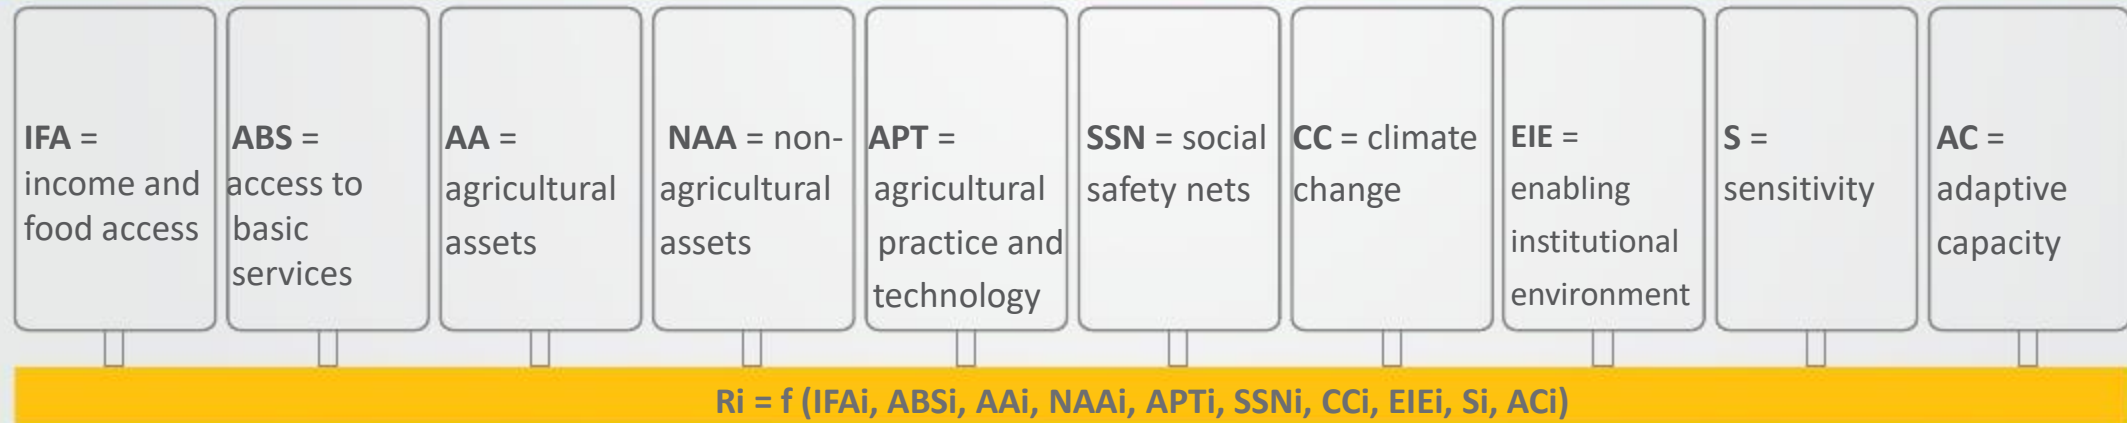 IFA =
income and
food access
ABS =
access to
basic
services
AA =
agricultural
assets
NAA = non-
agricultural
assets
APT =
agricultural
practice and
technology
SSN = social
safety nets
CC = climate
change
EIE =
enabling
institutional
environment
S =
sensitivity
AC =
adaptive
capacity
Ri = f (IFAi, ABSi, AAi, NAAi, APTi, SSNi, CCi, EIEi, Si, ACi)